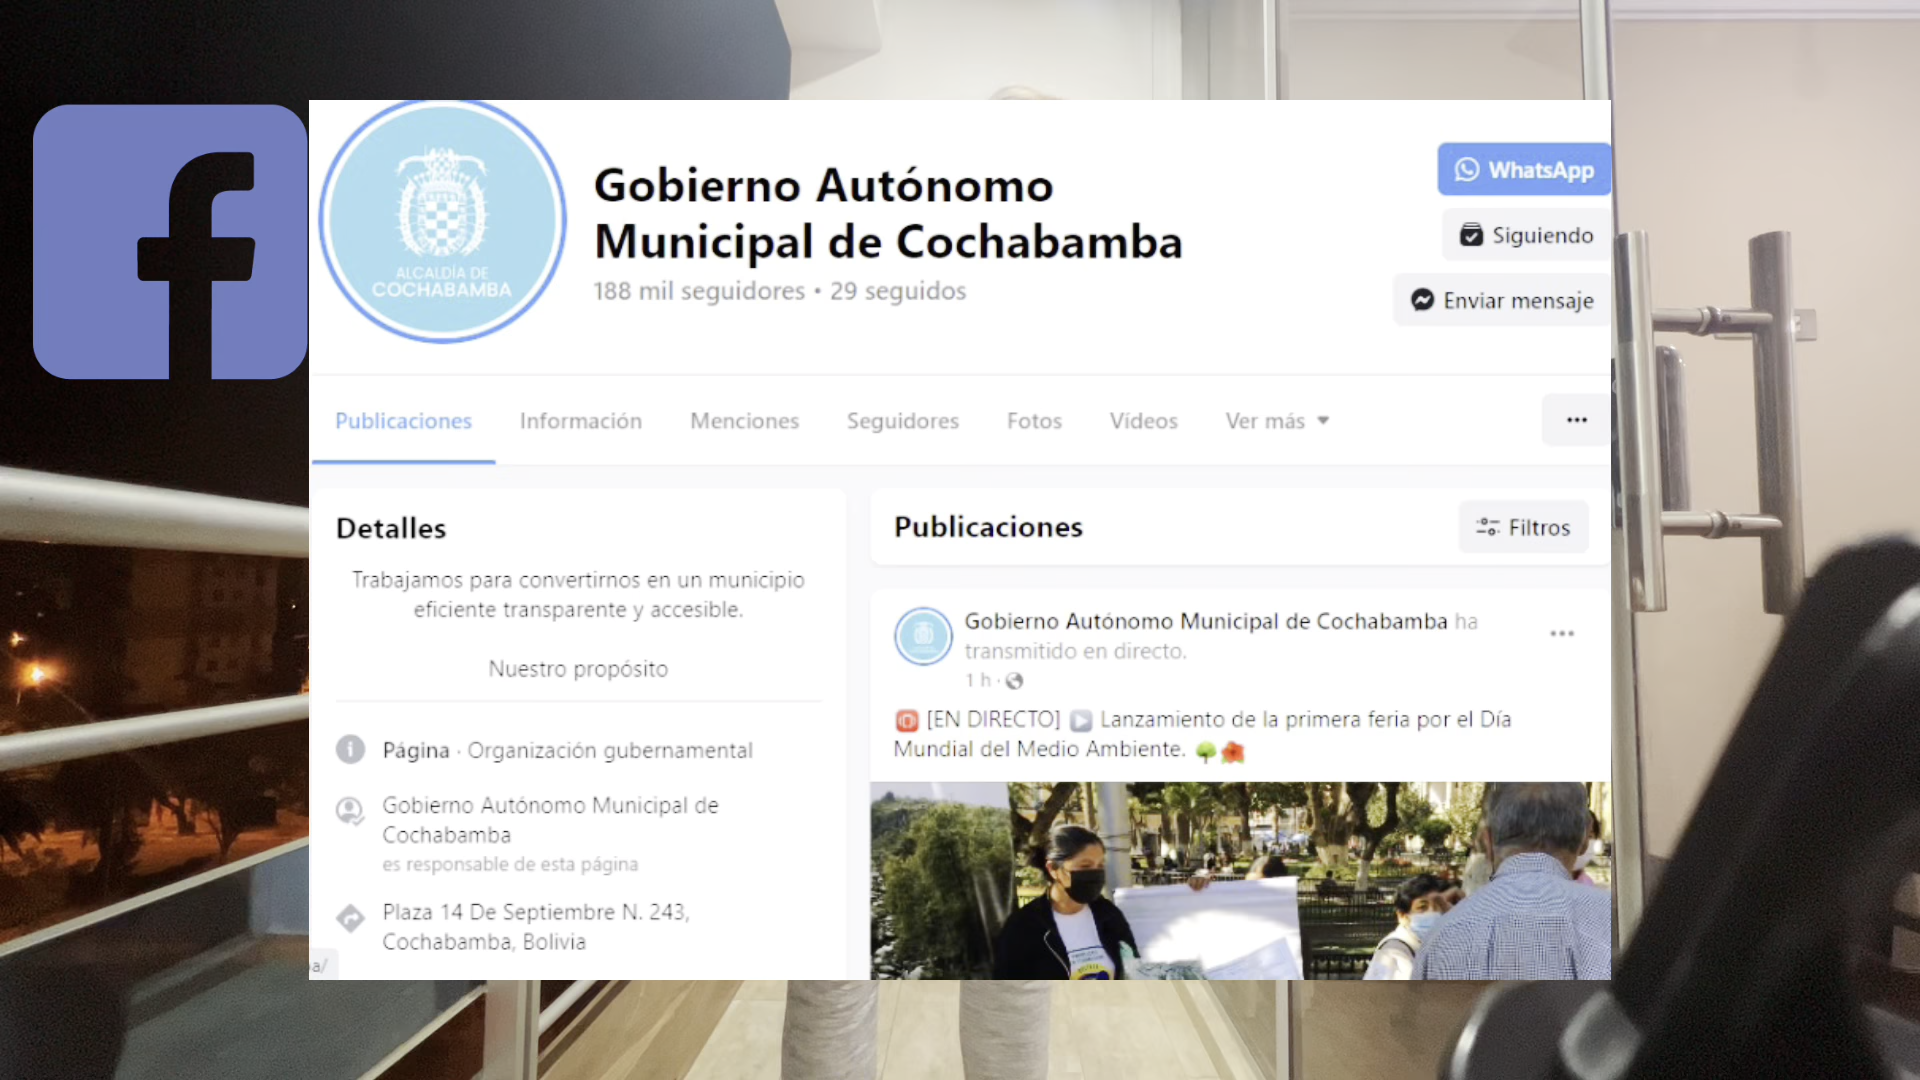 ALCALDÍA DE
COCHABAMBA
Gobierno Autónomo
Municipal de Cochabamba
188 mil seguidores • 29 seguidos
WhatsApp
Siguiendo
Enviar mensaje
Publicaciones Información Menciones Seguidores Fotos Vídeos Ver más
Detalles
Trabajamos para convertirnos en un municipio
eficiente transparente y accesible.
Nuestro propósito
Página · Organización gubernamental
Gobierno Autónomo Municipal de
Cochabamba
es responsable de esta página
Plaza 14 De Septiembre N. 243,
Cochabamba, Bolivia
a/
Publicaciones
Filtros
Gobierno Autónomo Municipal de Cochabamba ha
transmitido en directo.
1 h ·
[EN DIRECTO] Lanzamiento de la primera feria por el Día
Mundial del Medio Ambiente.